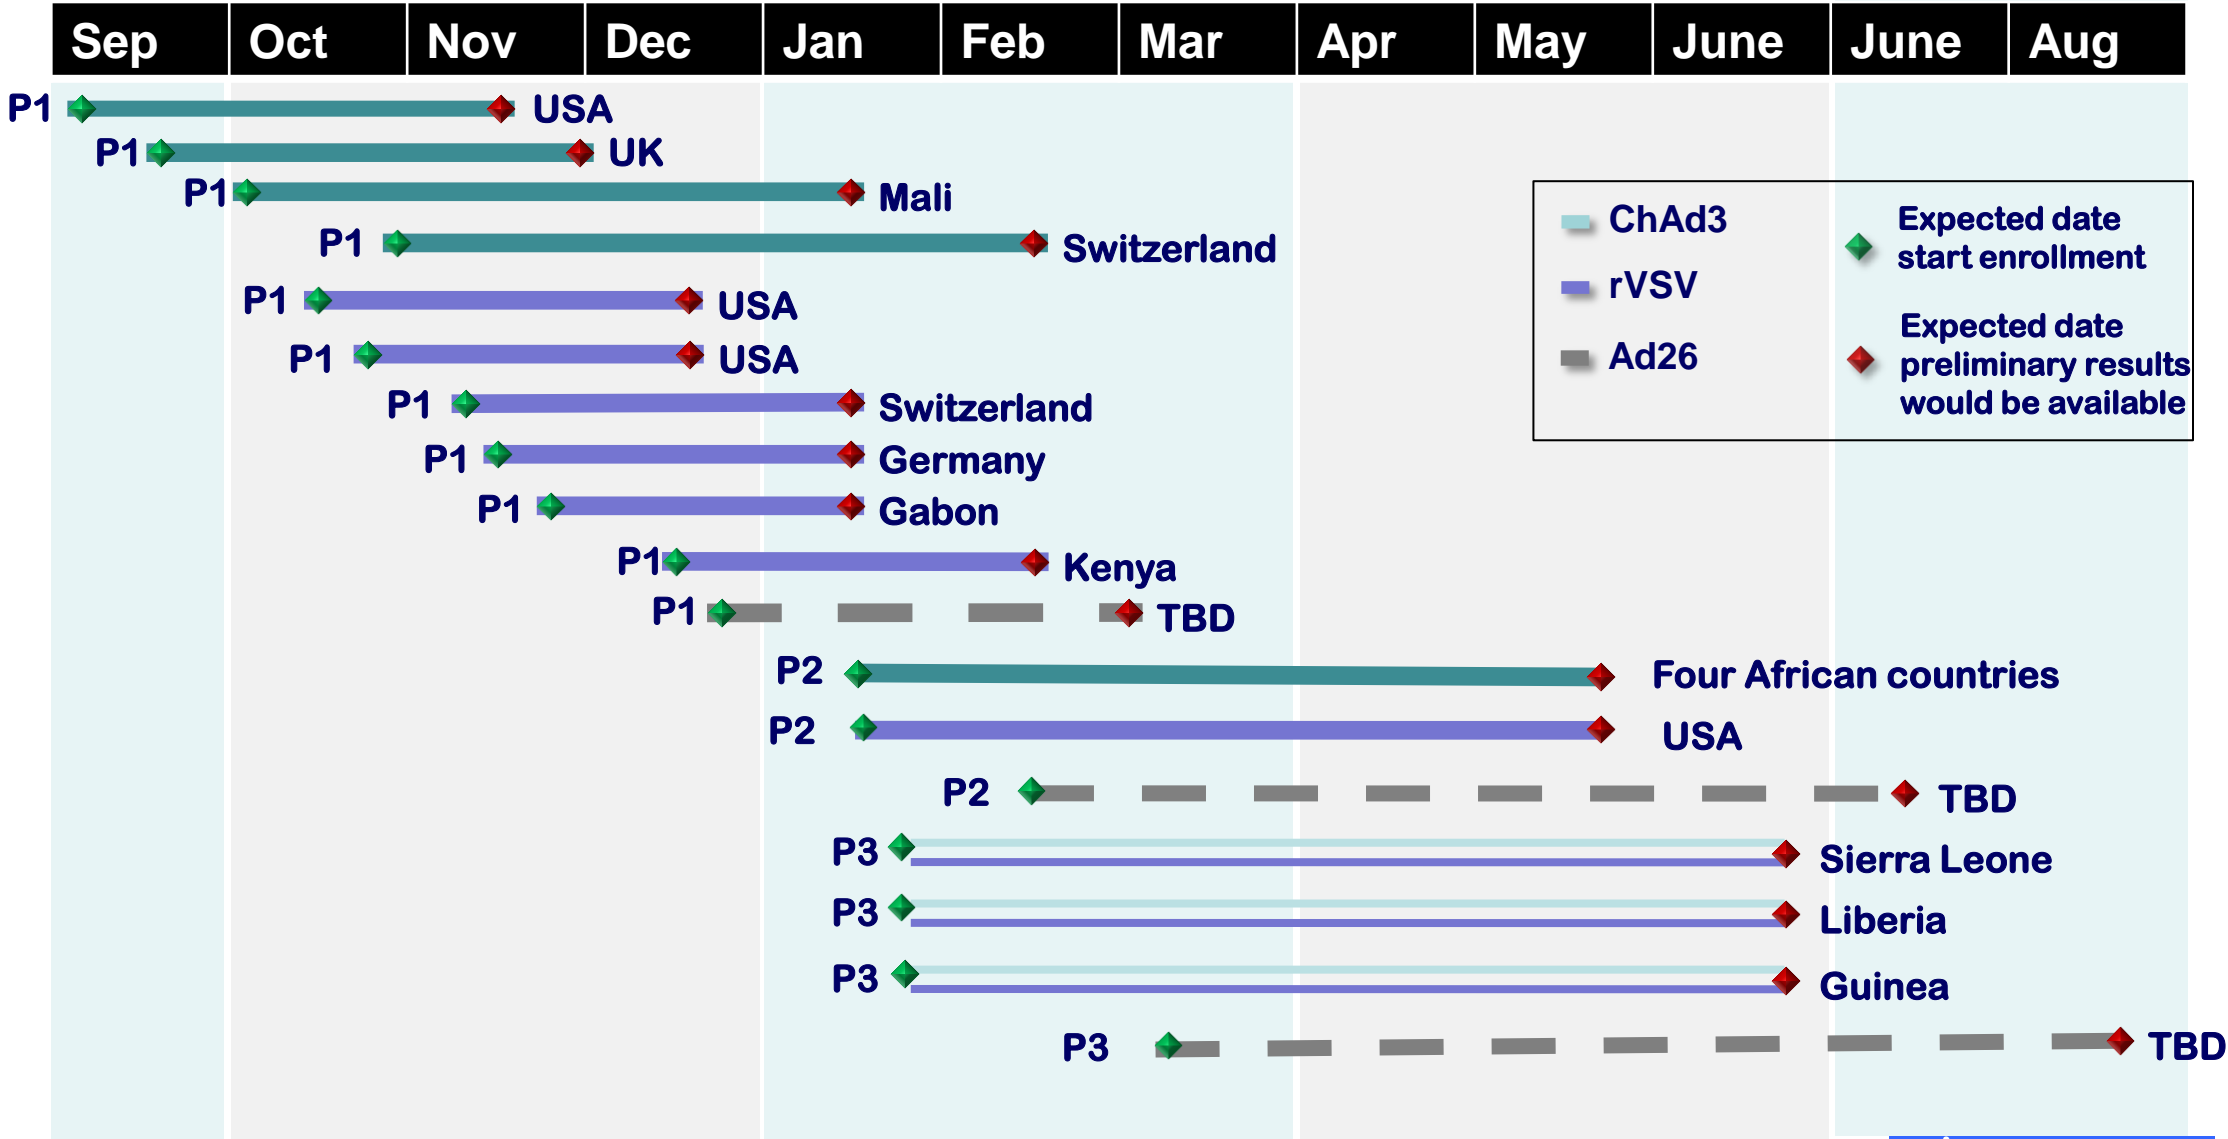 Sep Oct Nov Dec Jan Feb Mar Apr May June June Aug
P1 USA
P1 UK
P1 Mali
P1 Switzerland
P1 USA
P1 USA
P1 Switzerland
P1 Germany
P1 Gabon
P1 Kenya
P1 TBD
P2 Four African countries
P2 USA
P2 TBD
P3 Sierra Leone
P3 Liberia
P3 Guinea
P3 TBD
ChAd3
rVSV
Ad26
Expected date
start enrollment
Expected date
preliminary results
would be available